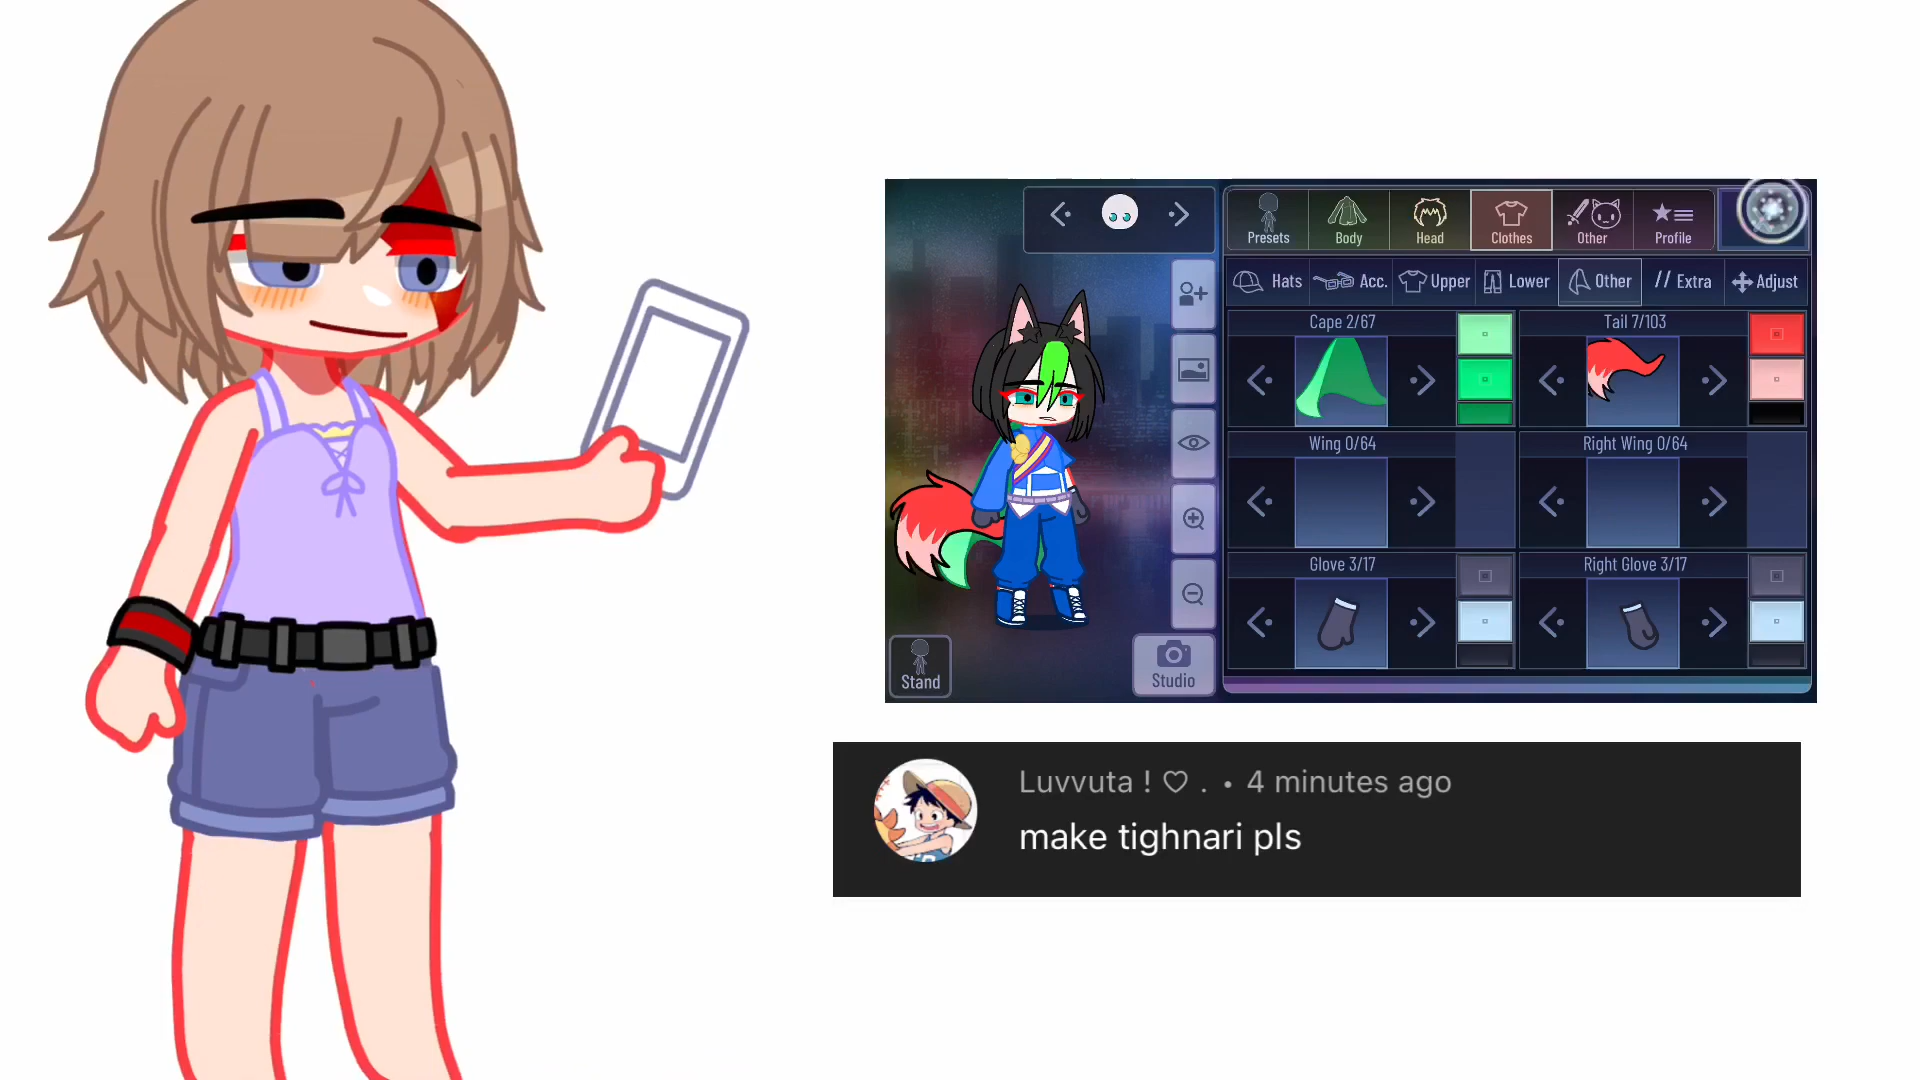 Presets
Body
Head
Clothes
Other
Profile
Hats
Acc.
Upper
Lower
Other
Extra
Adjust
Cape 2/67
Tail 7/103
Wing 0/64
Right Wing 0/64
Glove 3/17
Right Glove 3/17
Stand
Studio
Luvvuta ! ♡ . • 4 minutes ago
make tighnari pls